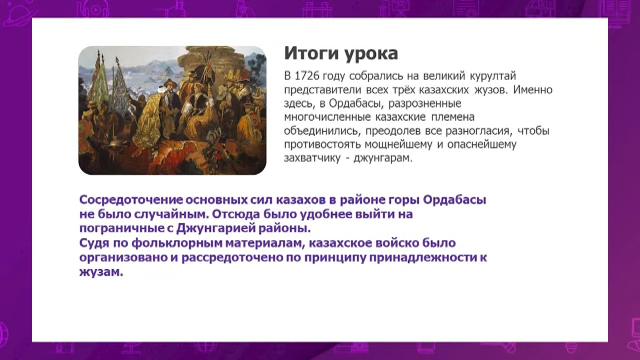 Итоги урока
В 1726 году собрались на великий курултай
представители всех трёх казахских жузов. Именно
здесь, в Ордабасы, разрозненные
многочисленные казахские племена
объединились, преодолев все разногласия, чтобы
противостоять мощнейшему и опаснейшему
захватчику - джунгарам.
Сосредоточение основных сил казахов в районе горы Ордабасы
не было случайным. Отсюда было удобнее выйти на
пограничные с Джунгарией районы.
Судя по фольклорным материалам, казахское войско было
организовано и рассредоточено по принципу принадлежности к
жузам.